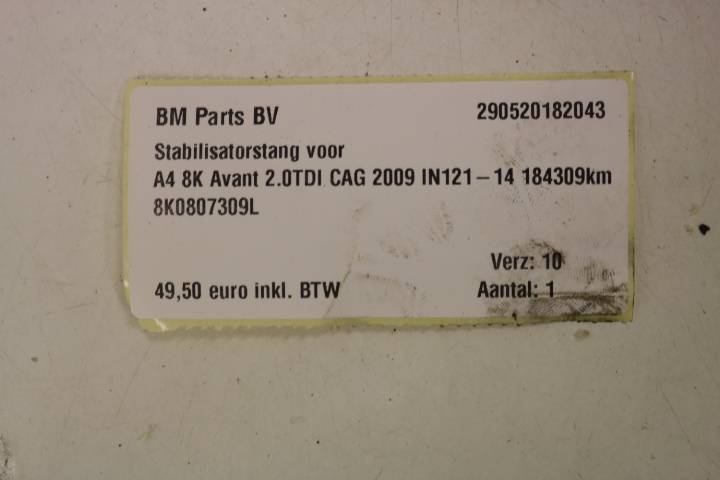 BM Parts BV 290520182043
Stabilisatorstang voor
A4 8K Avant 2.0TDI CAG 2009 IN121-14 184309km
8K0807309L
Verz: 10
49,50 euro inkl. BTW Aantal: 1